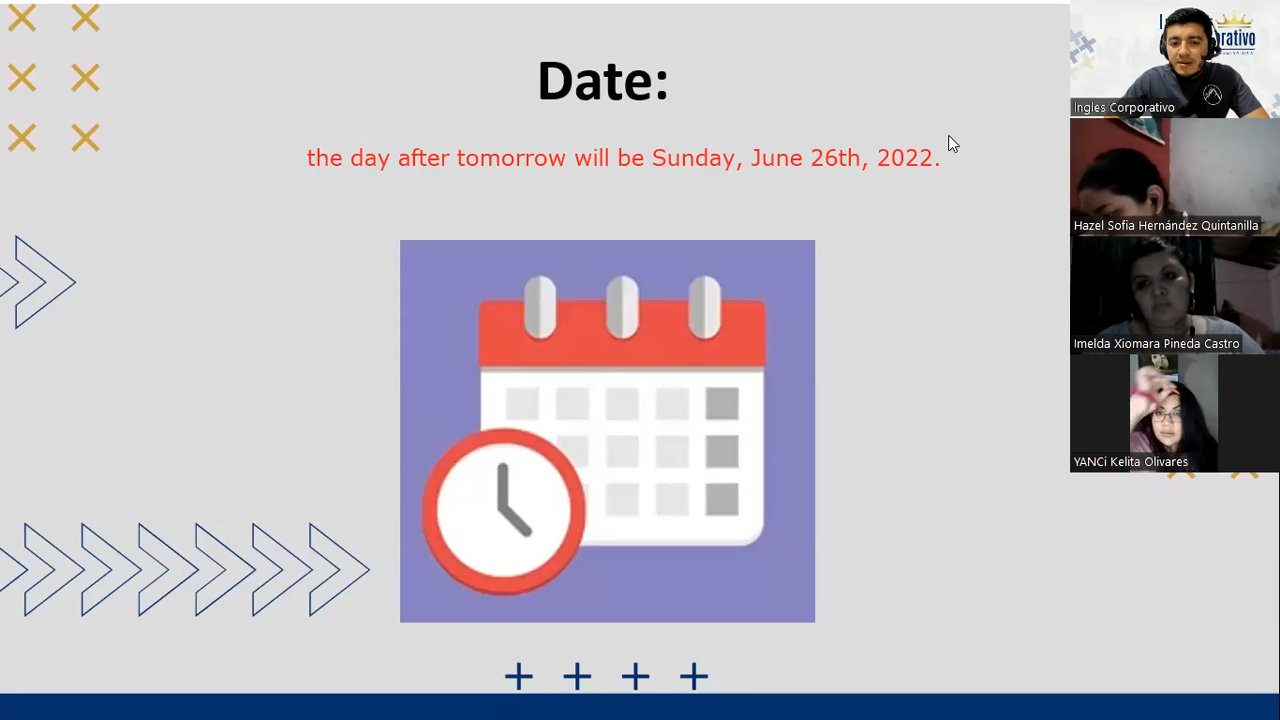 Date:
the day after tomorrow will be Sunday, June 26th, 2022.
Ingles Corporativo
Hazel Sofia Hernández Quintanilla
Imelda Xiomara Pineda Castro
YANCi Kelita Olivares